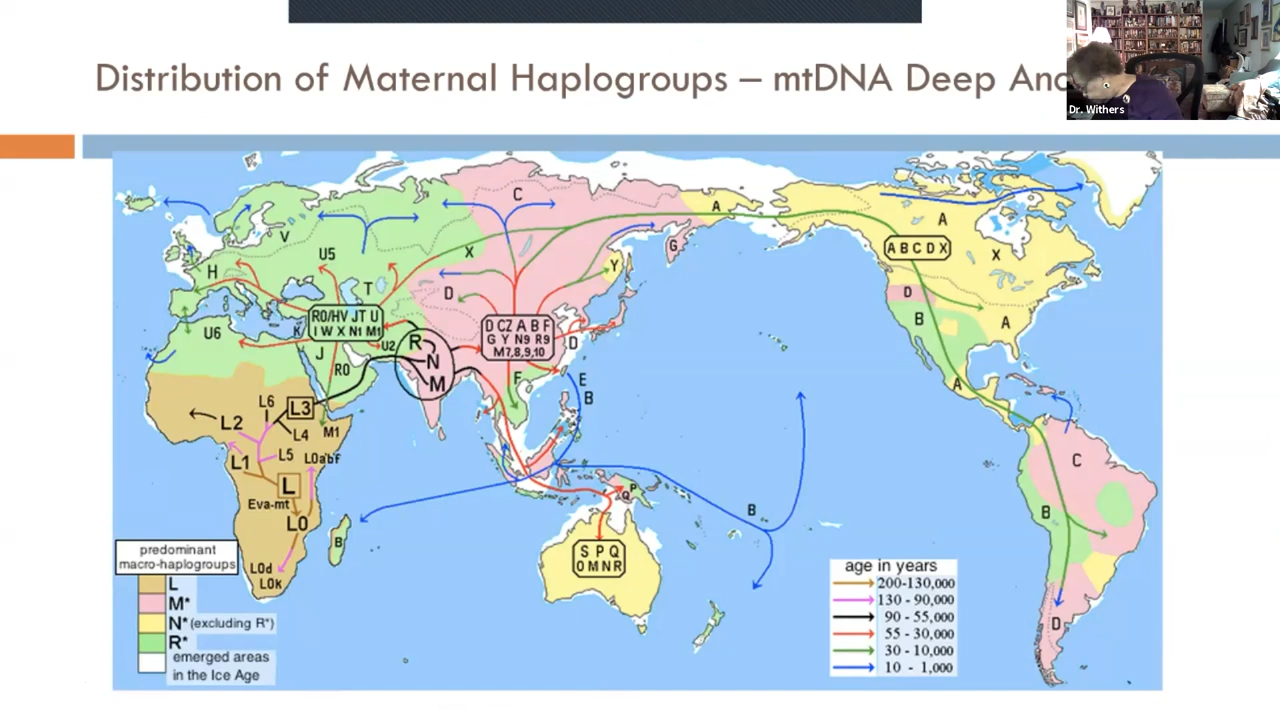 Distribution of Maternal Haplogroups – mtDNA Deep Anc
Dr. Withers
C
A
V
U5
X
G
A
A B C D X
X
H
Y
T
D
D
R0/HV JT U
I W X N1 M1
K
D CZ A B F
G Y N9 R9
M7,8,9,10
B
A
U6
J
U2
R
N
M
D
R0
F
E
B
A
L6
L3
L2
L4
M1
L1
L5
L0abf
C
L
Eva-mt
L0
P
Q
B
B
B
S P Q
O M N R
L0d
L0k
D
predominant
macro-haplogroups
L
M*
N* (excluding R*)
R*
emerged areas
in the Ice Age
age in years
200-130,000
130 - 90,000
90 - 55,000
55 - 30,000
30 - 10,000
10 - 1,000